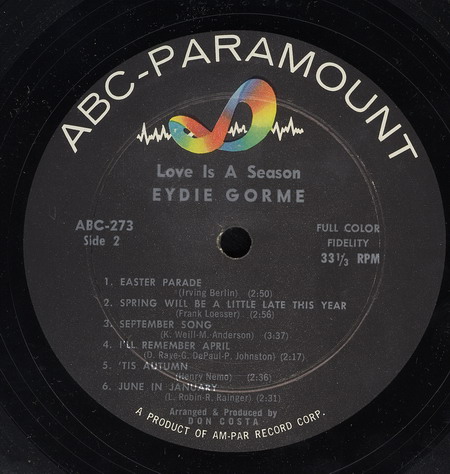 ABC-PARAMOUNT
Love Is A Season
EYDIE GORME
ABC-273
Side 2
FULL COLOR
FIDELITY
33 1/3 RPM
1. EASTER PARADE
(Irving Berlin) (2:50)
2. SPRING WILL BE A LITTLE LATE THIS YEAR
(Frank Loesser) (2:56)
3. SEPTEMBER SONG
(K. Weill-M. Anderson) (3:37)
4. I'LL REMEMBER APRIL
(D. Raye-G. DePaul-P. Johnston) (2:17)
5. 'TIS AUTUMN
(Henry Nemo) (2:36)
6. JUNE IN JANUARY
(L. Robin-R. Rainger) (2:31)
Arranged & Produced by
DON COSTA
A PRODUCT OF AM-PAR RECORD CORP.